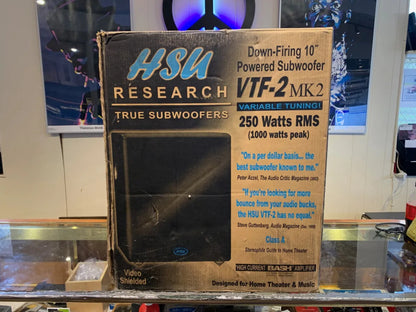 HSU
RESEARCH
TRUE SUBWOOFERS
Down-Firing 10"
Powered Subwoofer
VTF-2 MK 2
VARIABLE TUNING!
250 Watts RMS
(1000 watts peak)
"On a per dollar basis... the
best subwoofer known to me."
Peter Aczel, The Audio Critic Magazine
"If you're looking for more
bounce from your audio bucks,
the HSU VTF-2 has no equal."
Steve Guttenberg, Audio Magazine
Class A
Stereophile Guide to Home Theater
HIGH CURRENT BASH AMPLIFIER
Video
Shielded
Designed for Home Theater & Music